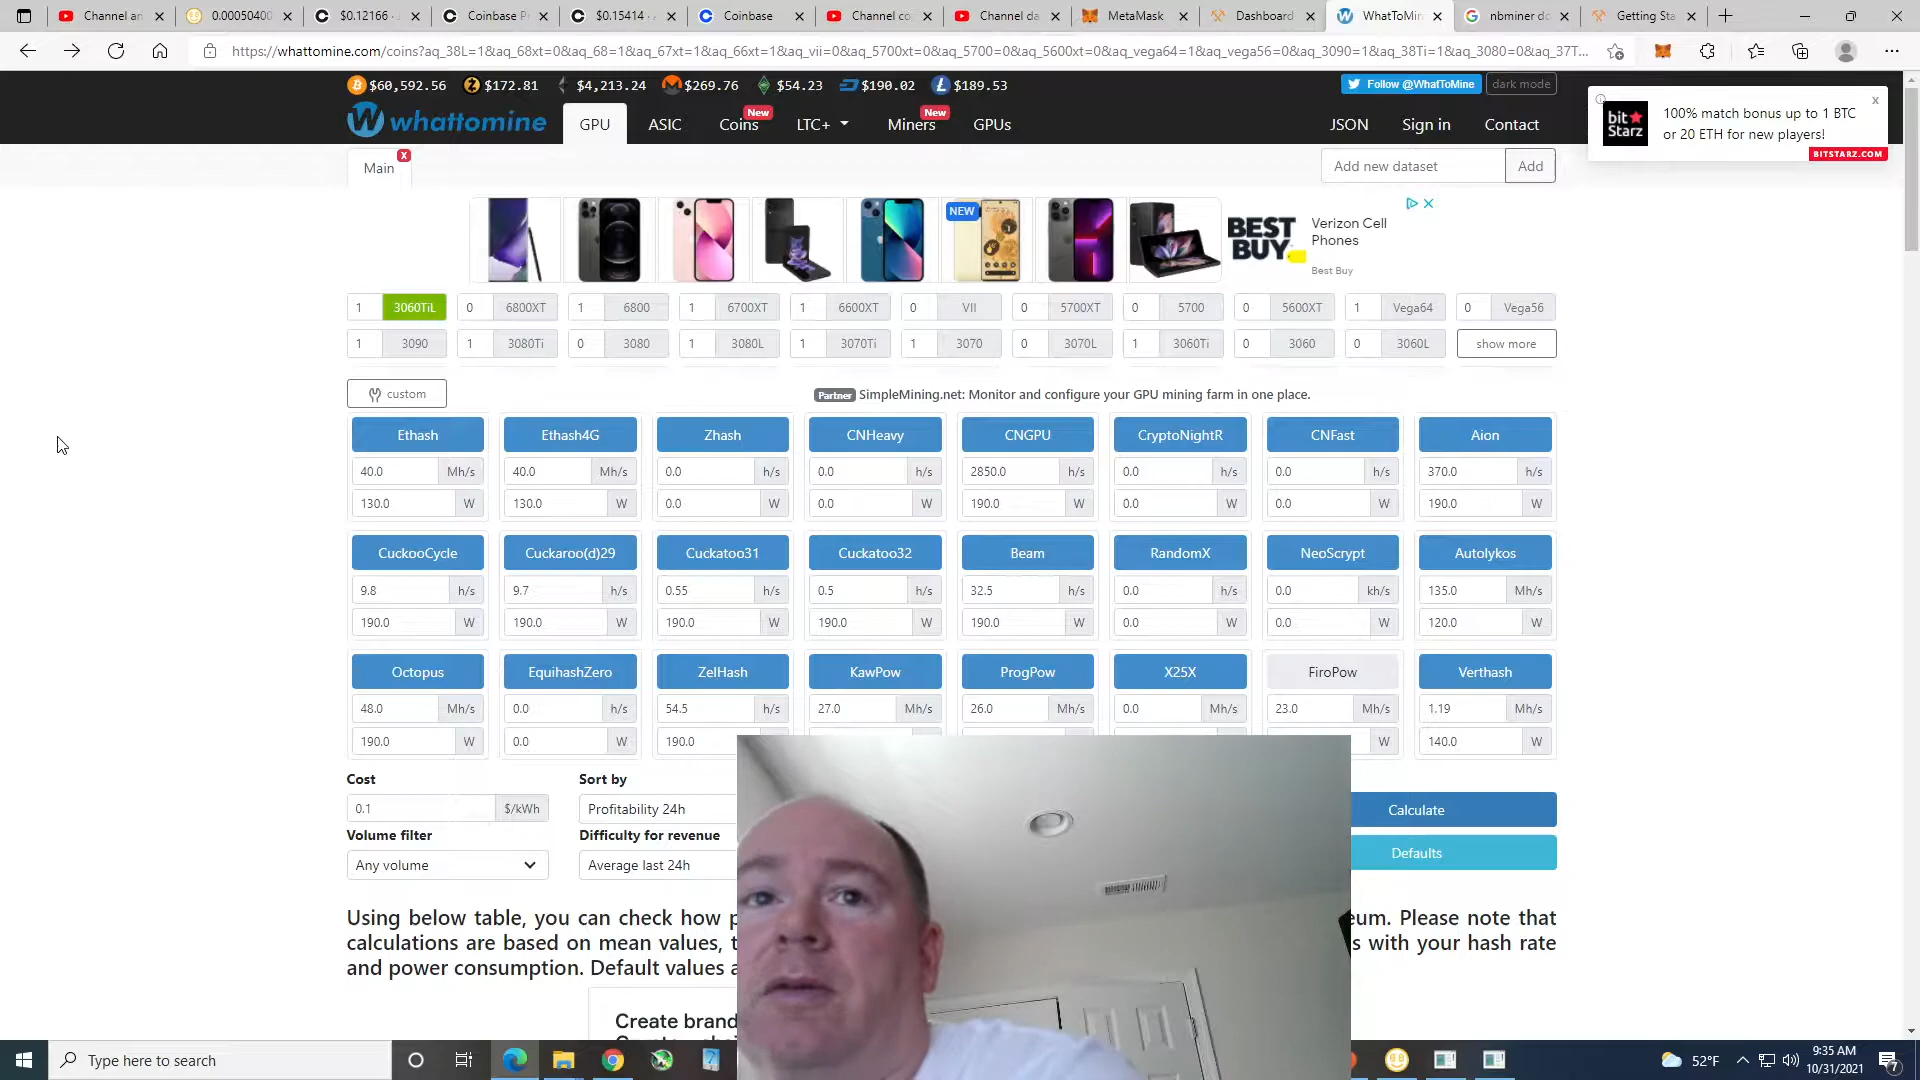 Channel an
0.00050400
$0.12166 -
Coinbase P
$0.15414 -
Coinbase
Channel co
Channel da
MetaMask
Dashboard
WhatToMin
nbminer do
Getting Sta
https://whattomine.com/coins?aq_38L=1&aq_68xt=0&aq_68=1&aq_67xt=1&aq_66xt=1&aq_vii=0&aq_5700xt=0&aq_5700=0&aq_5600xt=0&aq_vega64=1&aq_vega56=0&aq_3090=1&aq_38Ti=1&aq_3080=0&aq_37T...
$60,592.56 $172.81 $4,213.24 $269.76 $54.23 $190.02 $189.53
Follow @WhatToMine dark mode
whattomine GPU ASIC Coins New LTC+ Miners New GPUs JSON Sign in Contact
bit Starz
100% match bonus up to 1 BTC
or 20 ETH for new players!
BITSTARZ.COM
x
Main x
Add new dataset Add
NEW
BEST BUY
Verizon Cell
Phones
Best Buy
1 3060TiL 0 6800XT 1 6800 1 6700XT 1 6600XT 0 VII 0 5700XT 0 5700 0 5600XT 1 Vega64 0 Vega56
1 3090 1 3080Ti 0 3080 1 3080L 1 3070Ti 1 3070 0 3070L 1 3060Ti 0 3060 0 3060L show more
custom
Partner SimpleMining.net: Monitor and configure your GPU mining farm in one place.
Ethash Ethash4G Zhash CNHeavy CNGPU CryptoNightR CNFast Aion
40.0 Mh/s 40.0 Mh/s 0.0 h/s 0.0 h/s 2850.0 h/s 0.0 h/s 0.0 h/s 370.0 h/s
130.0 W 130.0 W 0.0 W 0.0 W 190.0 W 0.0 W 0.0 W 190.0 W
CuckooCycle Cuckaroo(d)29 Cuckatoo31 Cuckatoo32 Beam RandomX NeoScrypt Autolykos
9.8 h/s 9.7 h/s 0.55 h/s 0.5 h/s 32.5 h/s 0.0 h/s 0.0 kh/s 135.0 Mh/s
190.0 W 190.0 W 190.0 W 190.0 W 190.0 W 0.0 W 0.0 W 120.0 W
Octopus EquihashZero ZelHash KawPow ProgPow X25X FiroPow Verthash
48.0 Mh/s 0.0 h/s 54.5 h/s 27.0 Mh/s 26.0 Mh/s 0.0 Mh/s 23.0 Mh/s 1.19 Mh/s
190.0 W 0.0 W 190.0 W 140.0 W
Cost Sort by
0.1 $/kWh Profitability 24h Calculate
Volume filter Difficulty for revenue
Any volume Average last 24h Defaults
Using below table, you can check how p eum. Please note that
calculations are based on mean values, t s with your hash rate
and power consumption. Default values a
Create brand
Type here to search
52°F
9:35 AM
10/31/2021
7